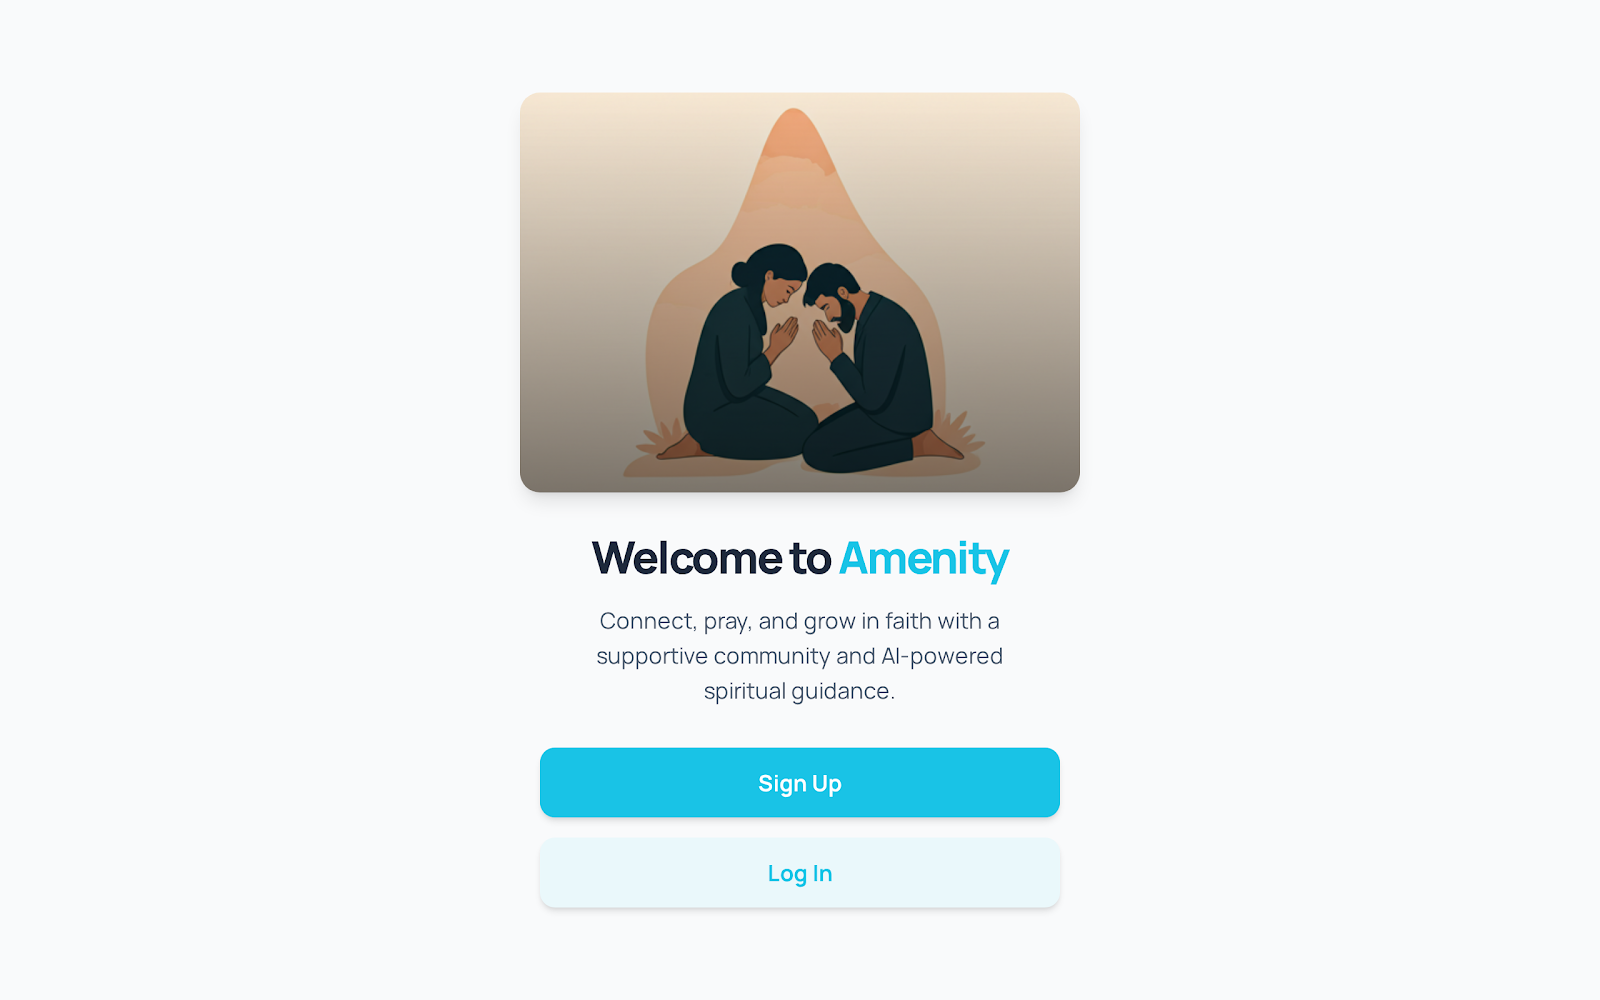 Welcome to Amenity
Connect, pray, and grow in faith with a
supportive community and AI-powered
spiritual guidance.
Sign Up
Log In